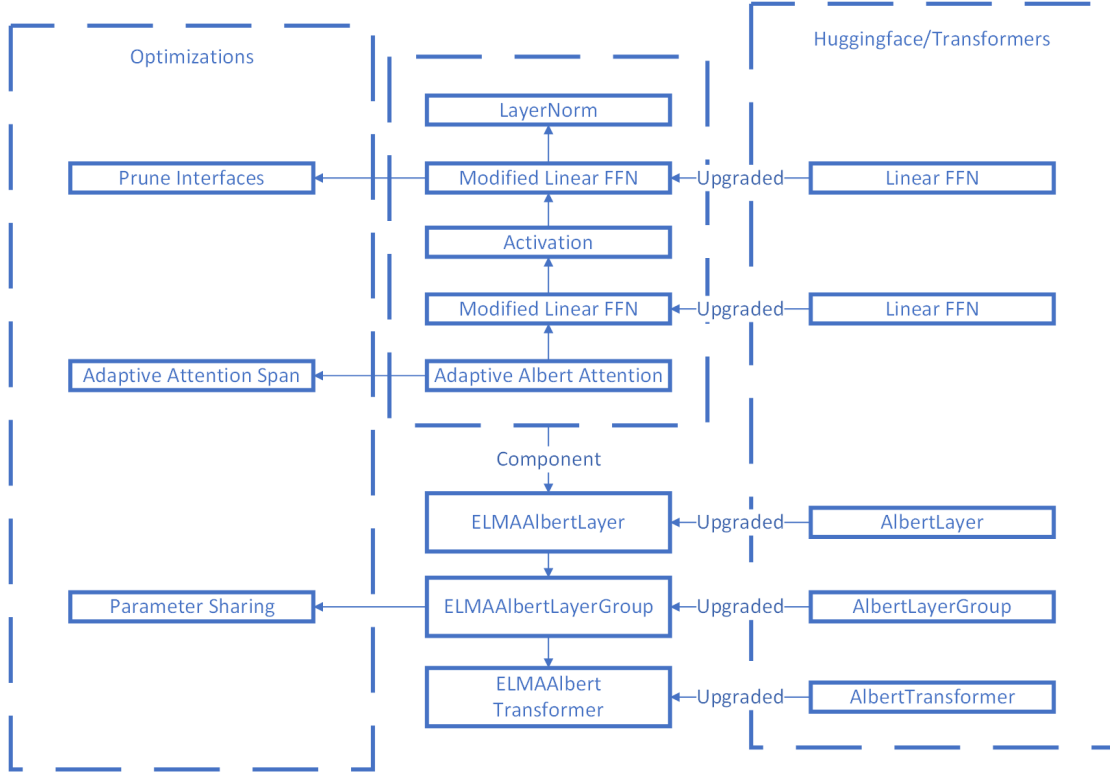 Optimizations
Huggingface/Transformers
LayerNorm
Prune Interfaces
Modified Linear FFN
Upgraded
Linear FFN
Activation
Modified Linear FFN
Upgraded
Linear FFN
Adaptive Attention Span
Adaptive Albert Attention
Component
ELMAAlbertLayer
Upgraded
AlbertLayer
Parameter Sharing
ELMAAlbertLayerGroup
Upgraded
AlbertLayerGroup
ELMAAlbert
Transformer
Upgraded
AlbertTransformer